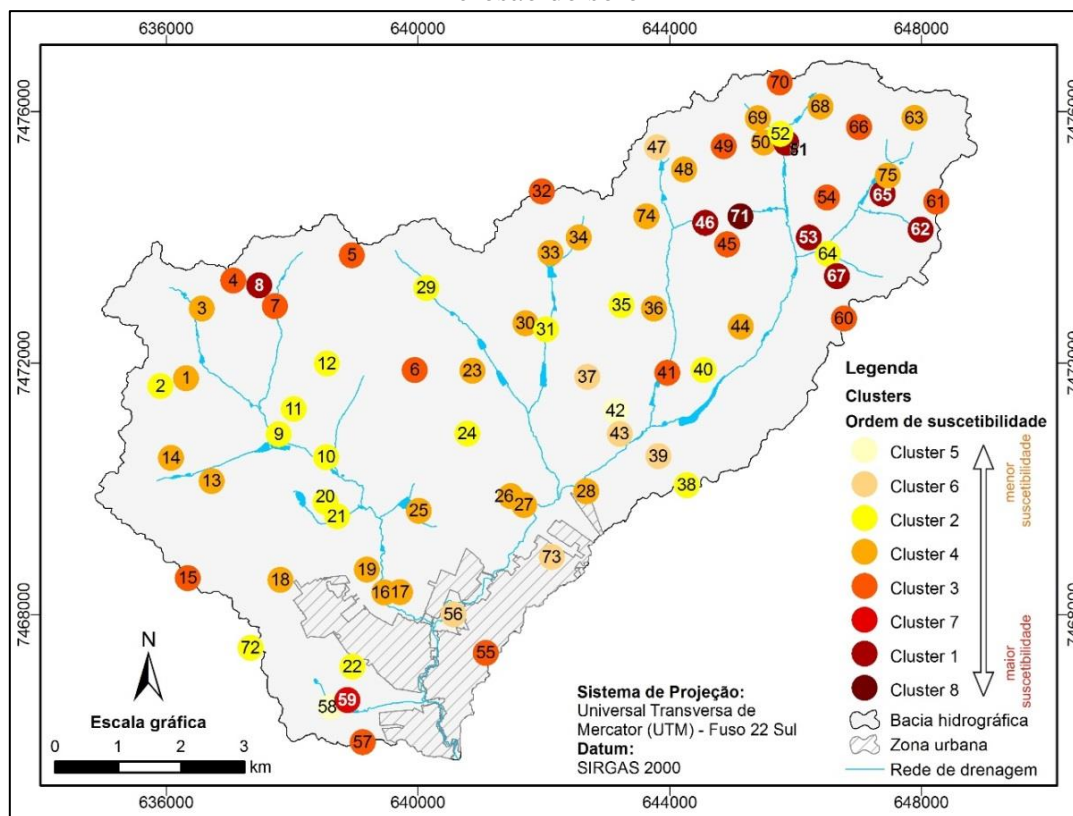 636000 640000 644000 648000
7476000
7476000
7472000
7472000
7468000
7468000
70
69
68
63
52
66
47
49
50
51
48
75
32
54
65
61
74
46
71
62
34
45
53
33
64
5
4
8
67
29
7
3
35
36
30
60
31
44
12
6
23
41
40
2
1
37
11
42
9
24
43
10
14
39
13
38
20
26
28
21
25
27
73
19
15
18
16
17
56
72
55
22
59
58
57
Legenda
Clusters
Ordem de suscetibilidade
Cluster 5
Cluster 6
Cluster 2
Cluster 4
Cluster 3
Cluster 7
Cluster 1
Cluster 8
menor
suscetibilidade
maior
suscetibilidade
Bacia hidrográfica
Zona urbana
Rede de drenagem
N
Escala gráfica
0 1 2 3
km
Sistema de Projeção:
Universal Transversa de
Mercator (UTM) - Fuso 22 Sul
Datum:
SIRGAS 2000
636000 640000 644000 648000